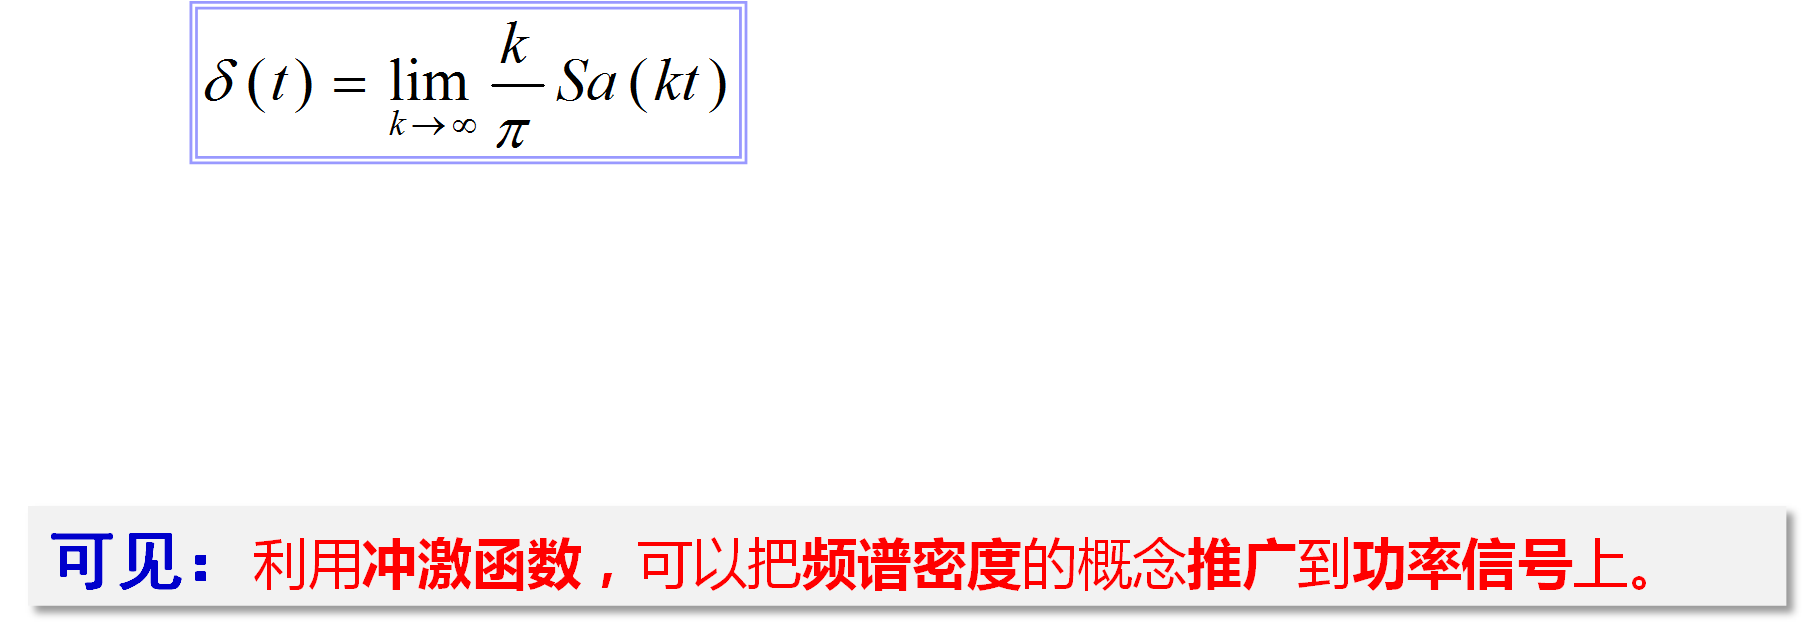 δ(t) = lim_{k→∞} k/π Sa(kt)
可见：利用冲激函数，可以把频谱密度的概念推广到功率信号上。